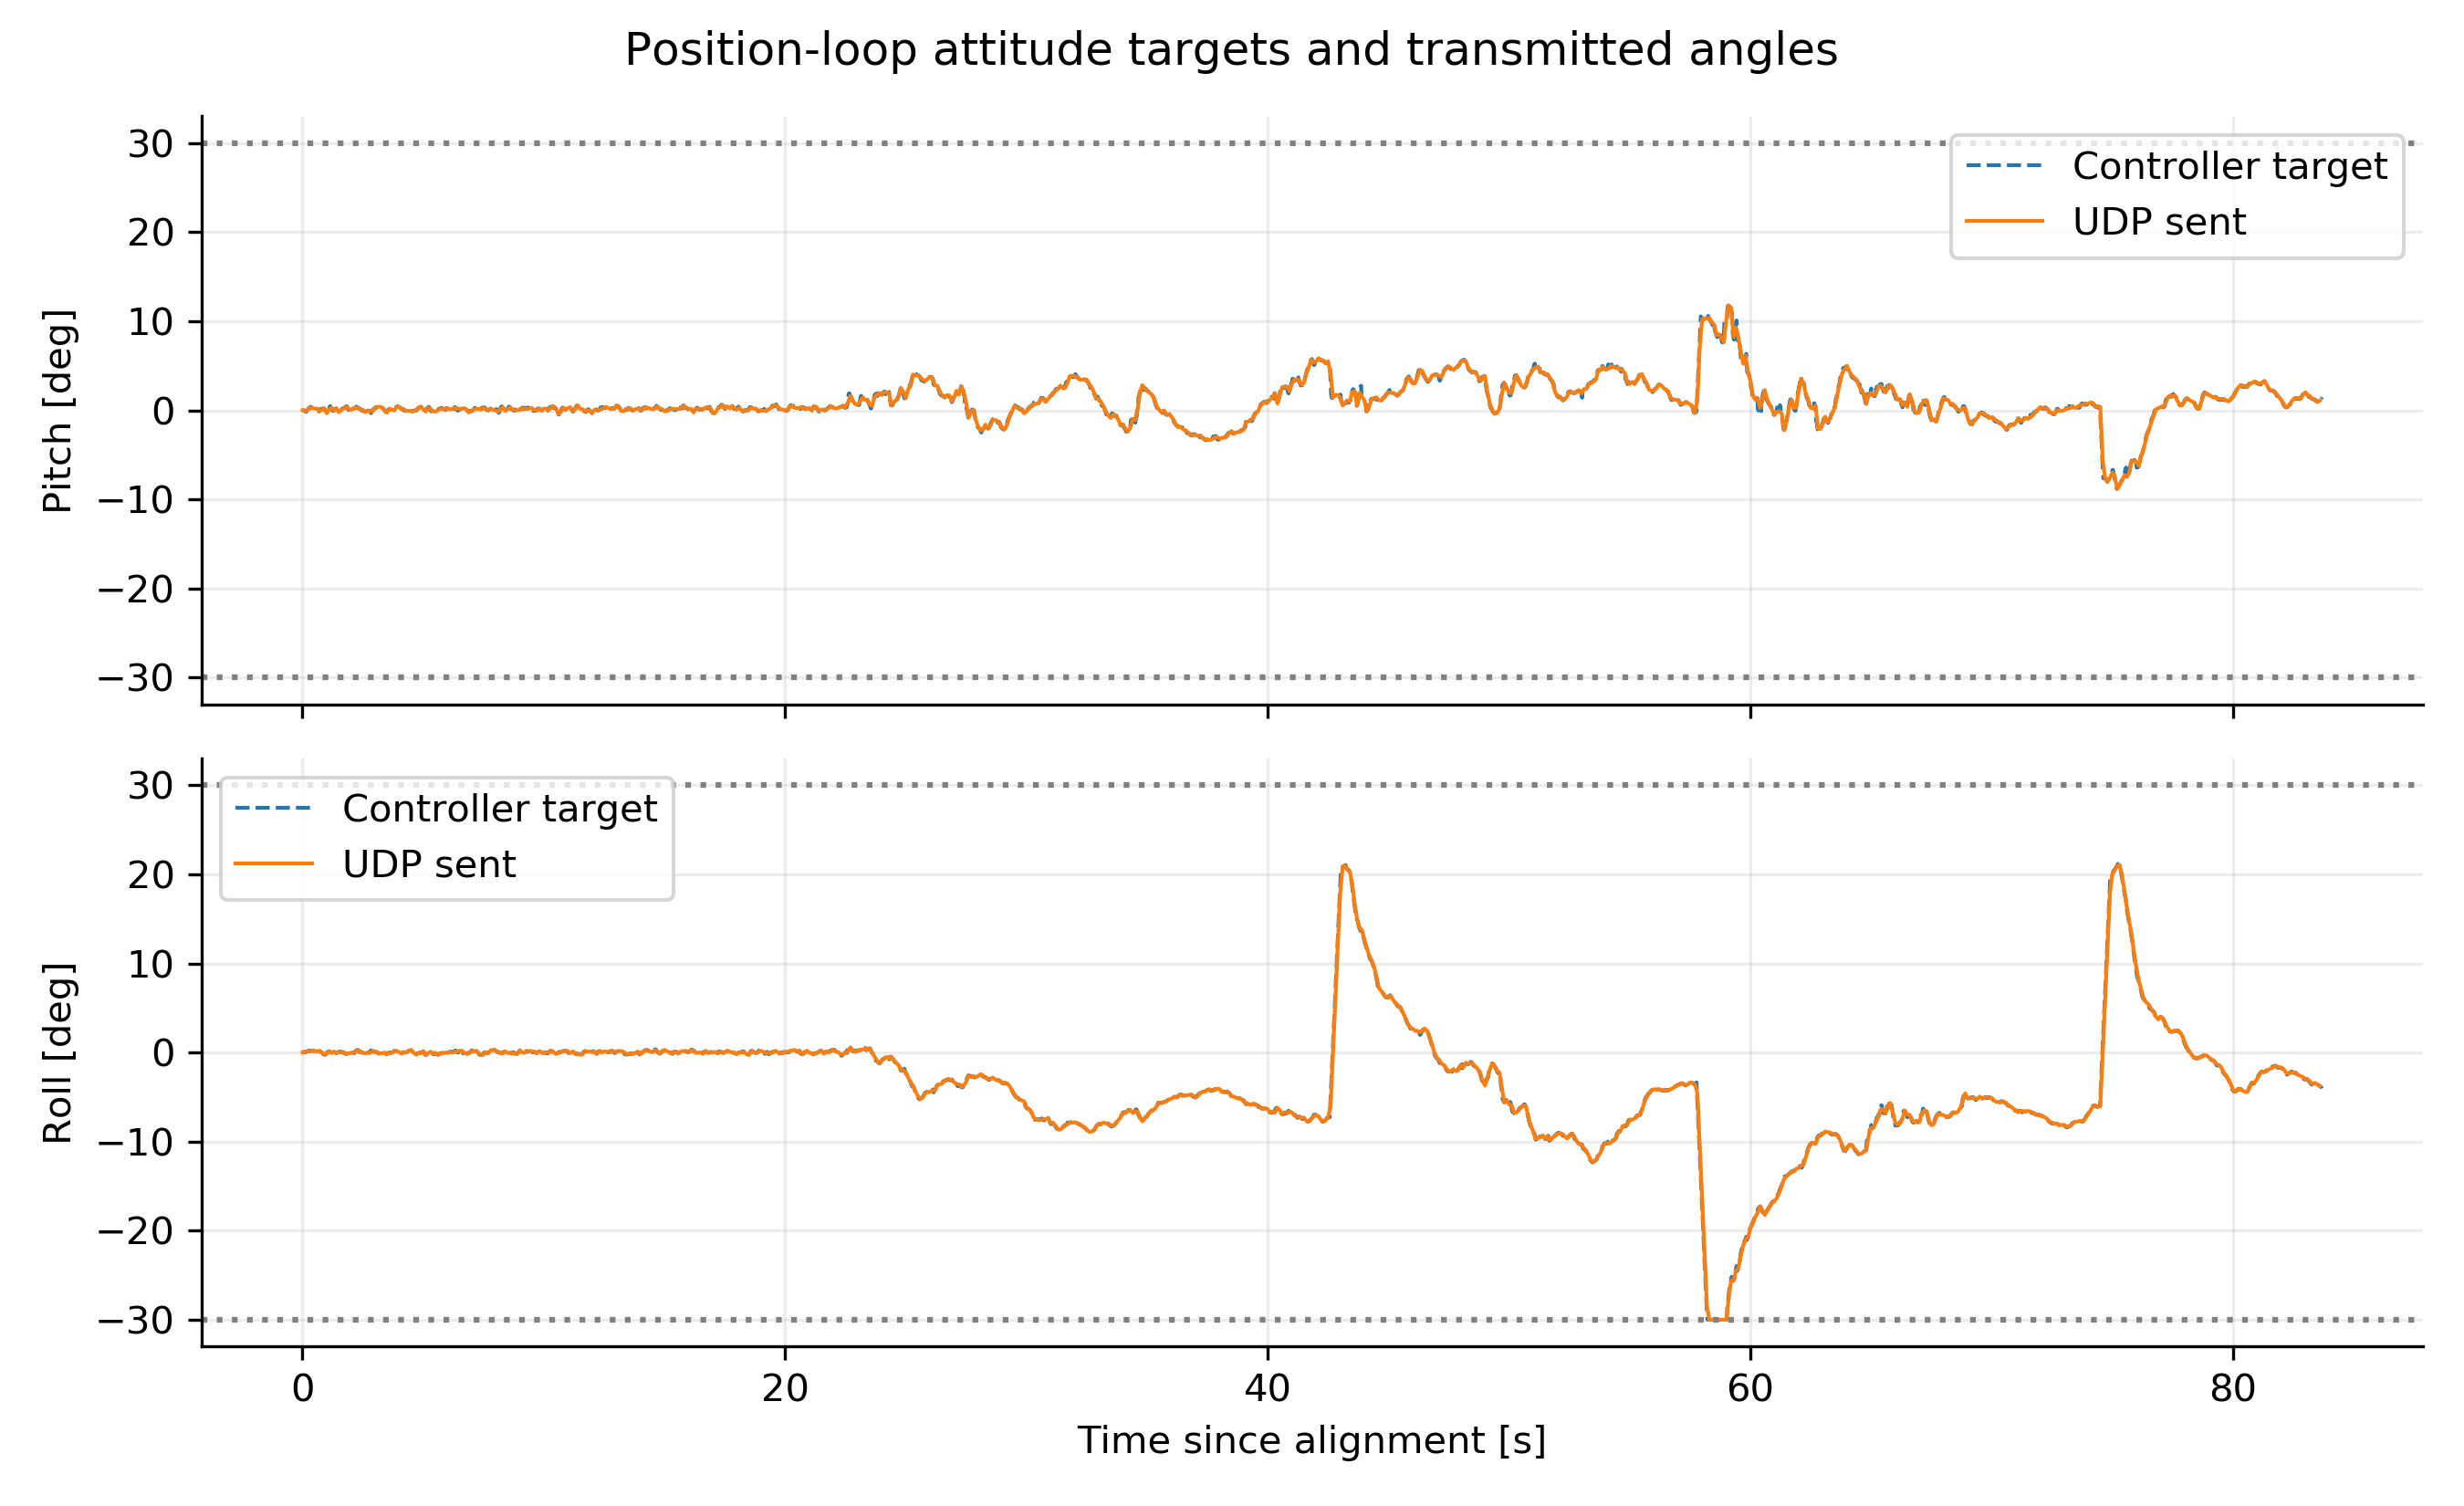 Position-loop attitude targets and transmitted angles
30
20
10
0
−10
−20
−30
Pitch [deg]
Controller target
UDP sent
30
20
10
0
−10
−20
−30
Roll [deg]
Controller target
UDP sent
0 20 40 60 80
Time since alignment [s]